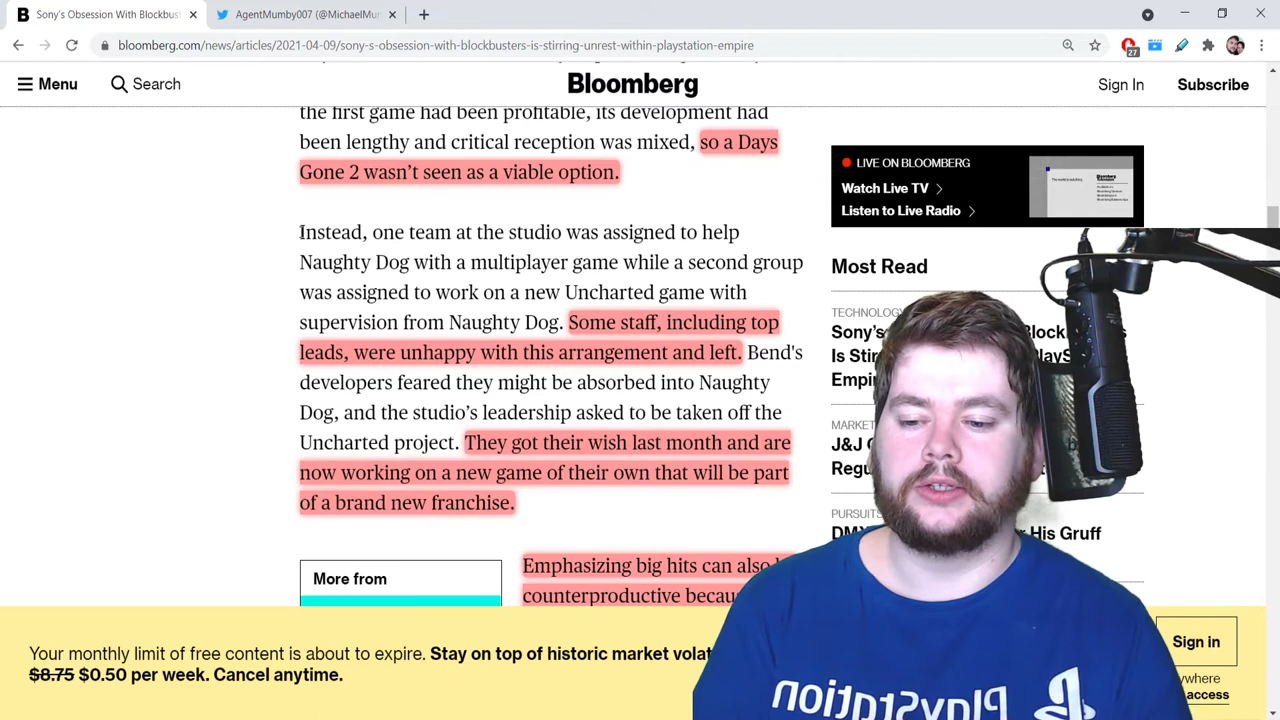 B Sony's Obsession With Blockbust
AgentMumby007 (@MichaelMu
bloomberg.com/news/articles/2021-04-09/sony-s-obsession-with-blockbusters-is-stirring-unrest-within-playstation-empire
27
Menu
Search
Bloomberg
Sign In
Subscribe
the first game had been profitable, its development had
been lengthy and critical reception was mixed, so a Days
Gone 2 wasn't seen as a viable option.
Instead, one team at the studio was assigned to help
Naughty Dog with a multiplayer game while a second group
was assigned to work on a new Uncharted game with
supervision from Naughty Dog. Some staff, including top
leads, were unhappy with this arrangement and left. Bend's
developers feared they might be absorbed into Naughty
Dog, and the studio's leadership asked to be taken off the
Uncharted project. They got their wish last month and are
now working on a new game of their own that will be part
of a brand new franchise.
More from
Emphasizing big hits can also
counterproductive
LIVE ON BLOOMBERG
Watch Live TV
Listen to Live Radio
Most Read
TECHNOLOGY
Sony's
Is
MARKET
J&J
PURSUITS
His Gruff
Your monthly limit of free content is about to expire. Stay on top of historic market
$8.75 $0.50 per week. Cancel anytime.
Sign in
access
PlayStation